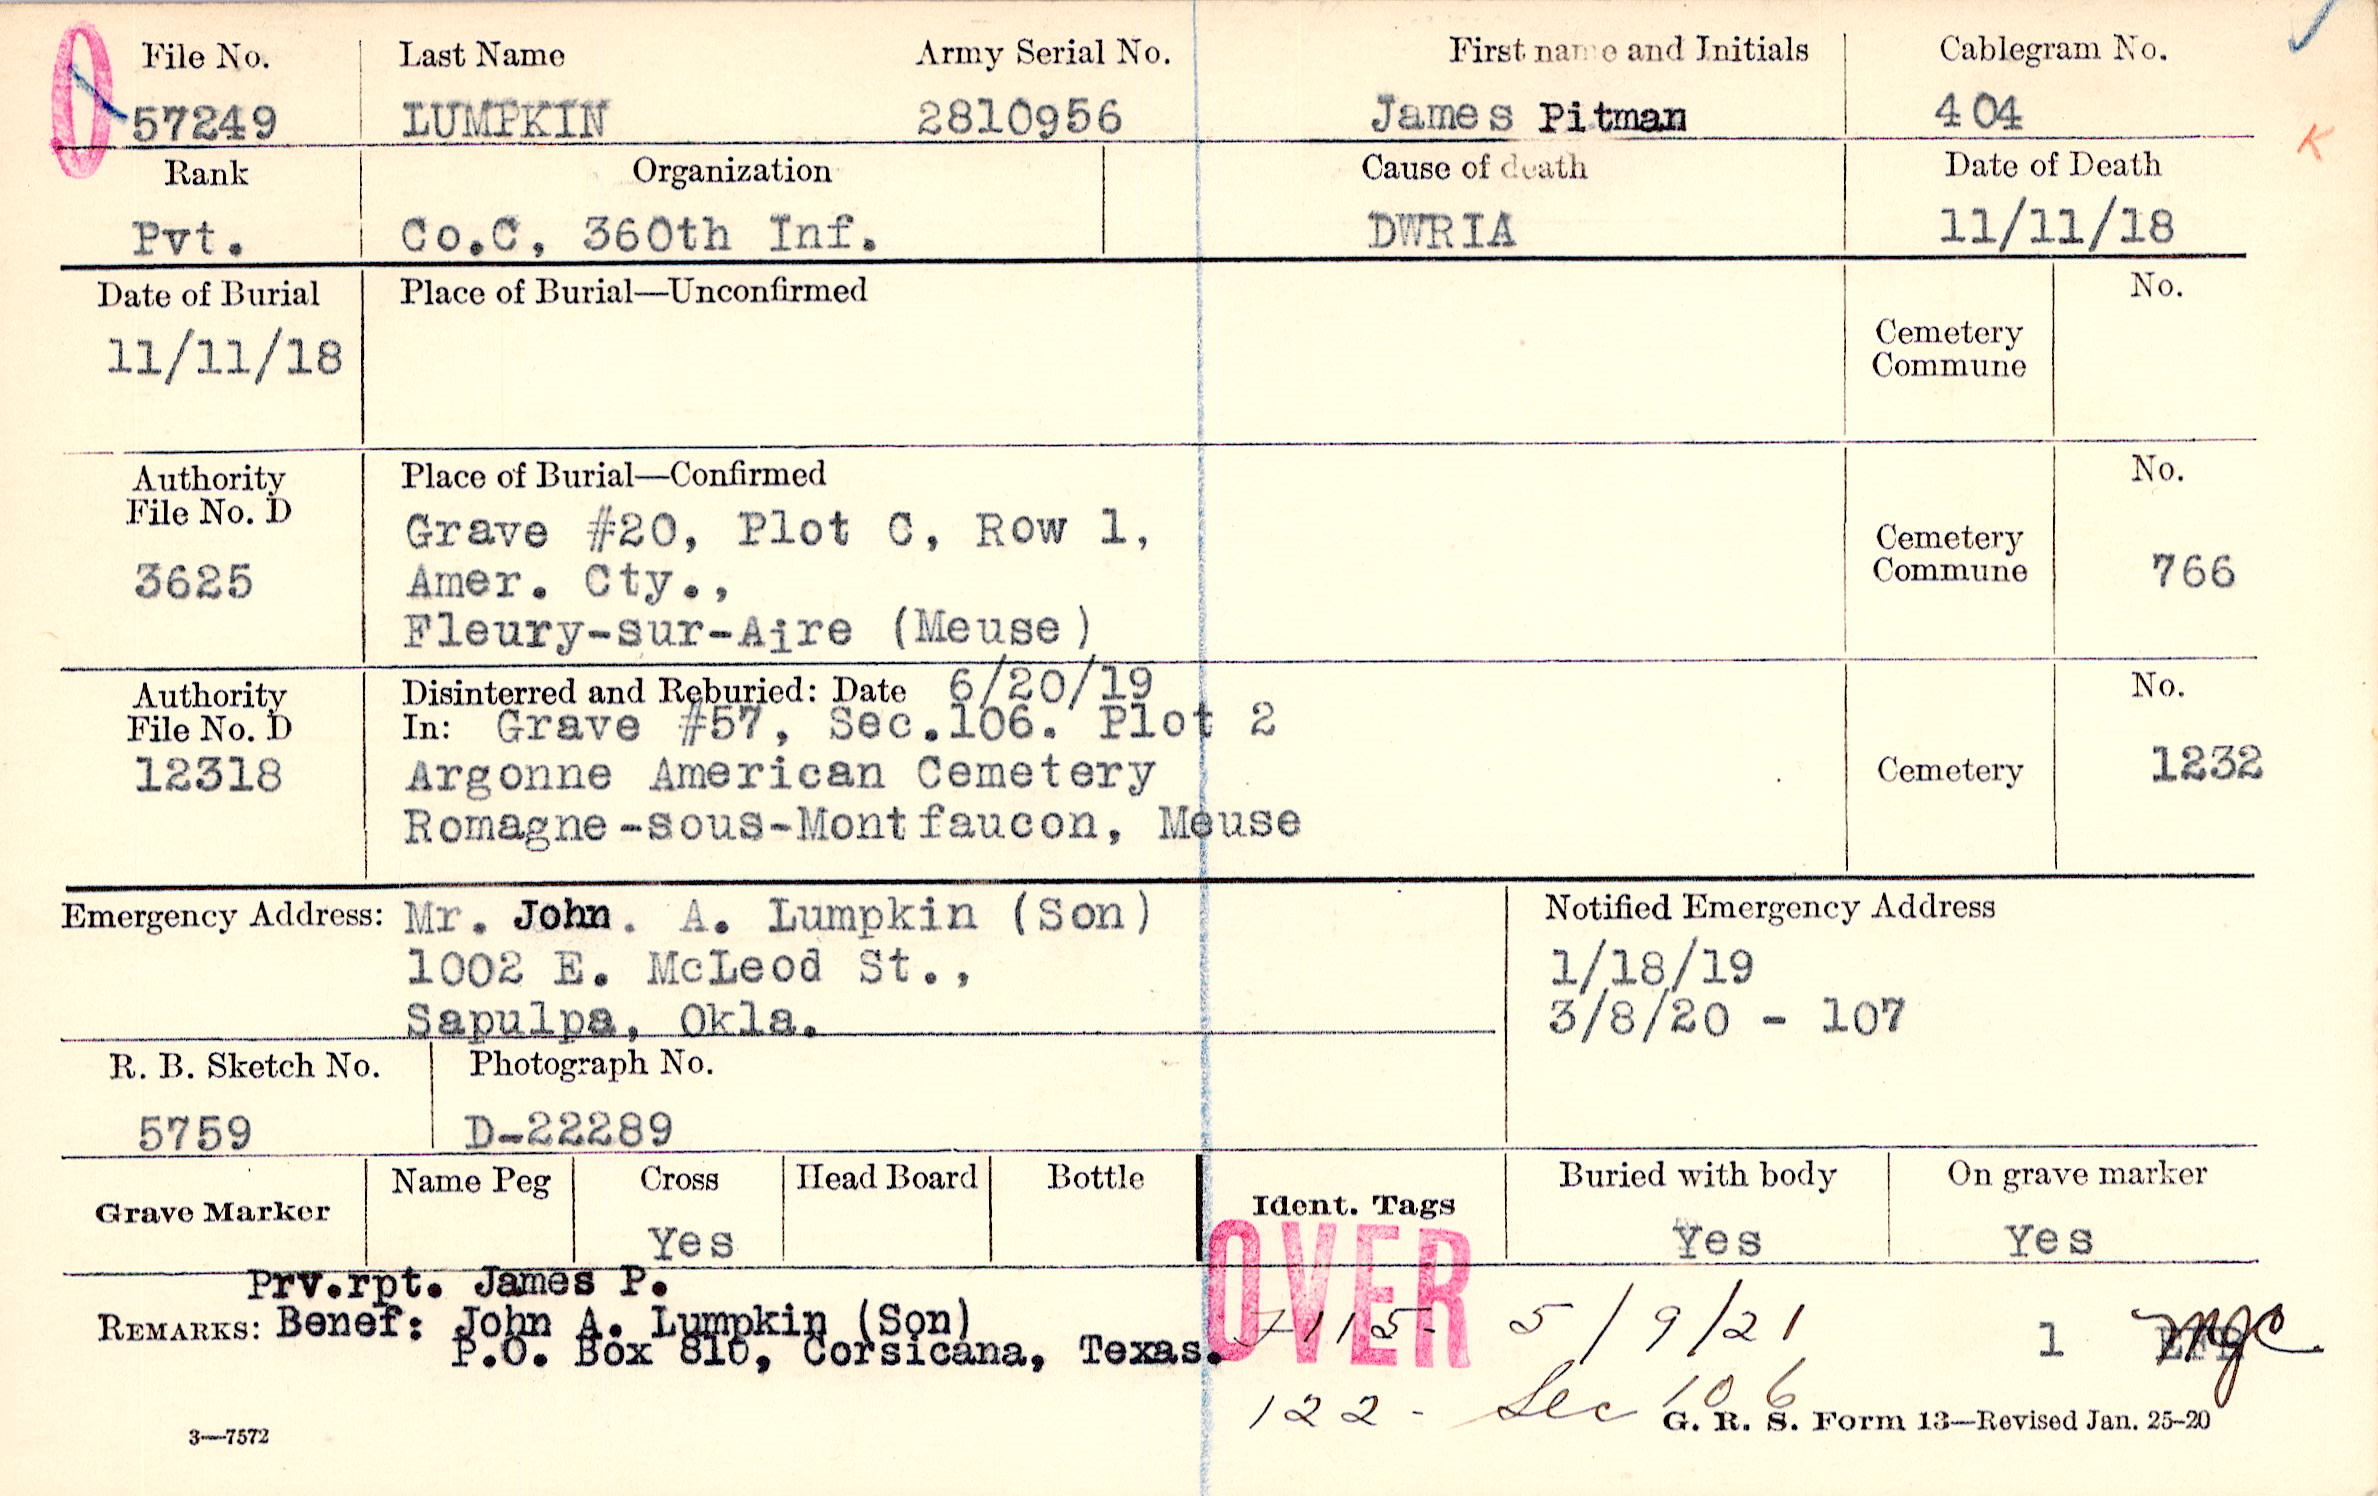 File No. Last Name Army Serial No. First name and Initials Cablegram No.
57249 LUMPKIN 2810956 James Pitman 404
K
Rank Organization Cause of death Date of Death
Pvt. Co.C, 360th Inf. DWRIA 11/11/18
Date of Burial Place of Burial—Unconfirmed No.
11/11/18
Cemetery
Commune
Authority Place of Burial—Confirmed No.
File No. D
Grave #20, Plot C, Row 1,
Cemetery
3625 Amer. Cty., Commune 766
Fleury-sur-Aire (Meuse)
Authority Disinterred and Reburied: Date 6/20/19 No.
File No. D In: Grave #57, Sec.106. Plot 2
12318 Argonne American Cemetery Cemetery 1232
Romagne-sous-Montfaucon, Meuse
Emergency Address: Mr. John. A. Lumpkin (Son) Notified Emergency Address
1002 E. McLeod St., 1/18/19
Sapulpa, Okla. 3/8/20 - 107
R. B. Sketch No. Photograph No.
5759 D-22289
Grave Marker Name Peg Cross Head Board Bottle Ident. Tags Buried with body On grave marker
Yes Yes Yes
OVER
Prv.rpt. James P.
REMARKS: Benef: John A. Lumpkin (Son) 5/9/21 1
P.O. Box 810, Corsicana, Texas.
122 - Sec 106
3—7572 G. R. S. Form 13—Revised Jan. 25-20